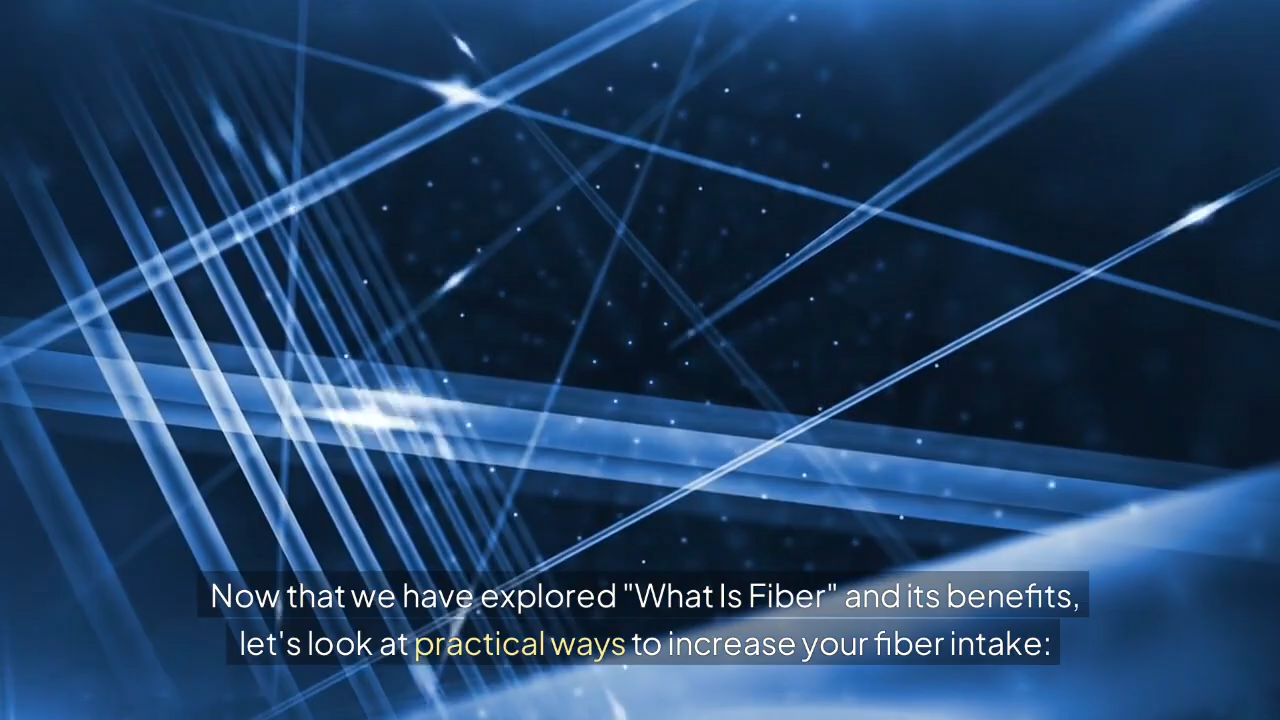 Now that we have explored "What Is Fiber" and its benefits,
let's look at practical ways to increase your fiber intake: